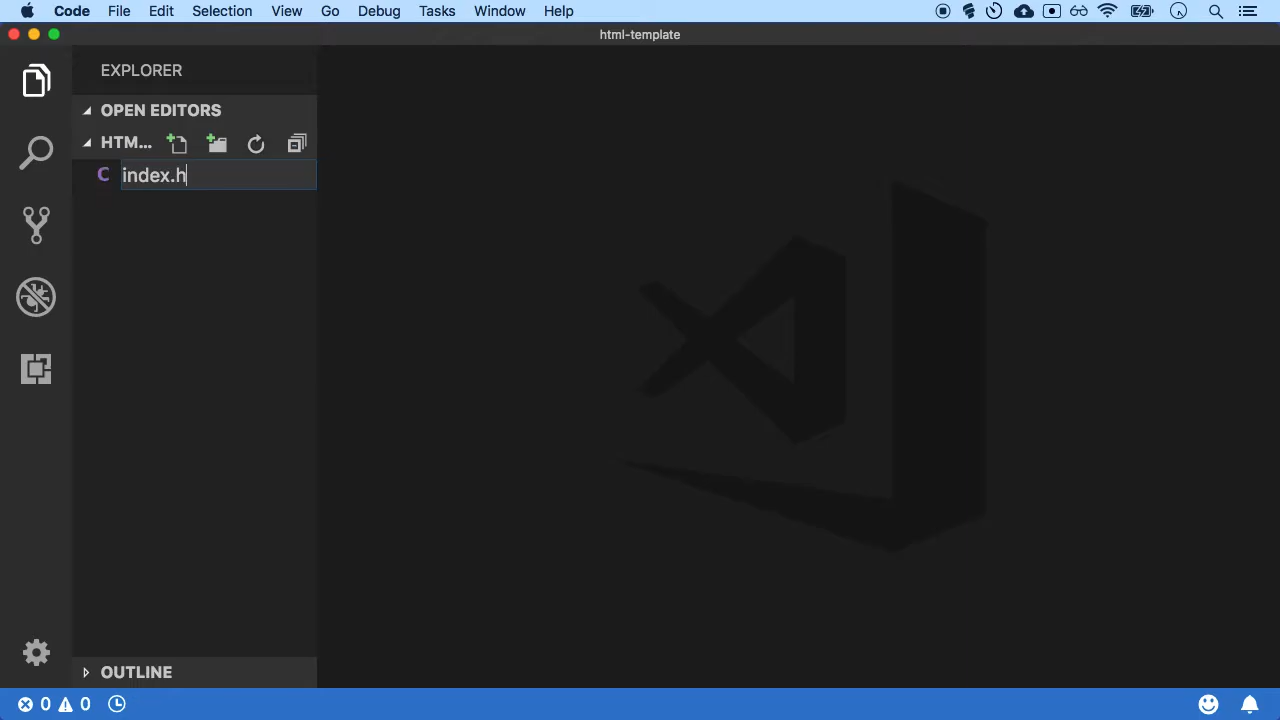 Code File Edit Selection View Go Debug Tasks Window Help
html-template
EXPLORER
OPEN EDITORS
HTM...
C index.h
OUTLINE
0 0